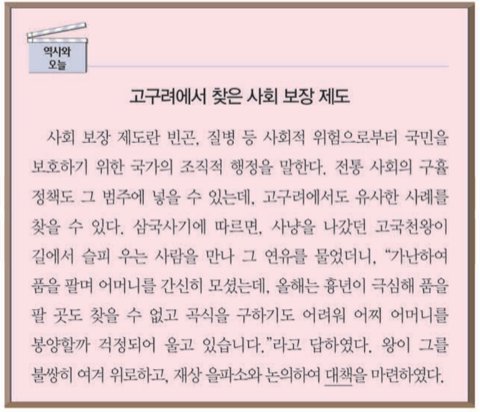 역사와
오늘
고구려에서 찾은 사회 보장 제도
사회 보장 제도란 빈곤, 질병 등 사회적 위험으로부터 국민을
보호하기 위한 국가의 조직적 행정을 말한다. 전통 사회의 구휼
정책도 그 범주에 넣을 수 있는데, 고구려에서도 유사한 사례를
찾을 수 있다. 삼국사기에 따르면, 사냥을 나갔던 고국천왕이
길에서 슬피 우는 사람을 만나 그 연유를 물었더니, “가난하여
품을 팔며 어머니를 간신히 모셨는데, 올해는 흉년이 극심해 품을
팔 곳도 찾을 수 없고 곡식을 구하기도 어려워 어찌 어머니를
봉양할까 걱정되어 울고 있습니다.”라고 답하였다. 왕이 그를
불쌍히 여겨 위로하고, 재상 을파소와 논의하여 대책을 마련하였다.